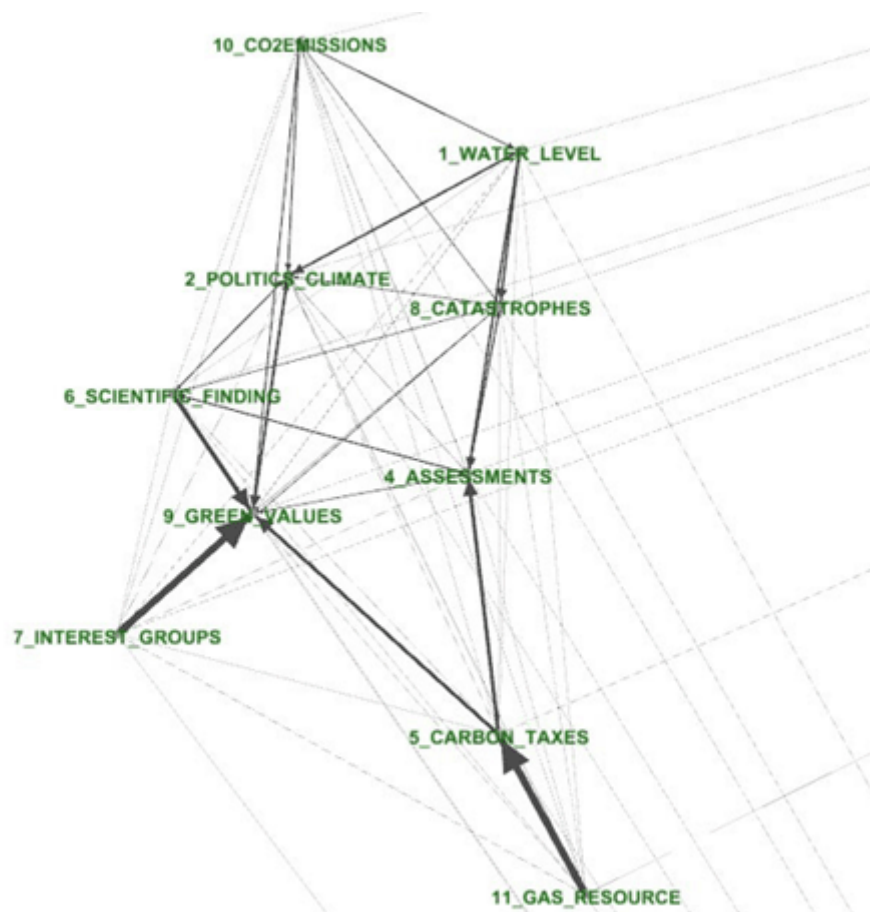 10_CO2EMISSIONS
1_WATER_LEVEL
2_POLITICS_CLIMATE
8_CATASTROPHES
6_SCIENTIFIC_FINDING
4_ASSESSMENTS
9_GREEN_VALUES
7_INTEREST_GROUPS
5_CARBON_TAXES
11_GAS_RESOURCE